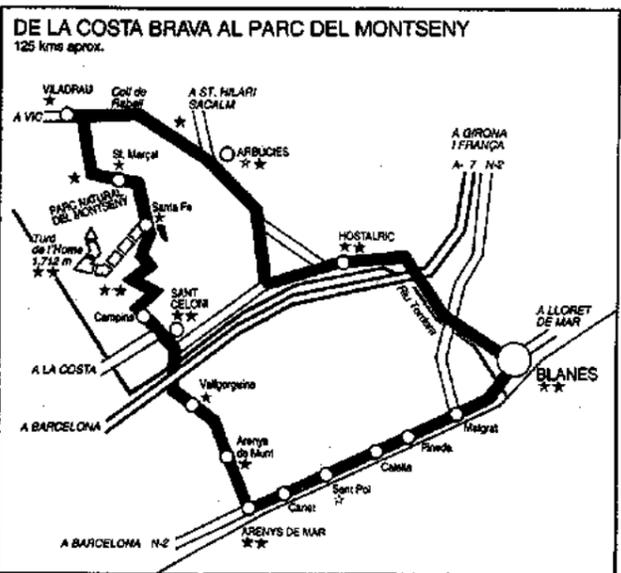 DE LA COSTA BRAVA AL PARC DEL MONTSENY
125 kms aprox.
VILADRAU
Coll de
Ravell
A ST. HILARI
SACALM
A VIC
ARBÚCIES
A GIRONA
I FRANÇA
A- 7 N-2
St. Marçal
PARC NATURAL
DEL MONTSENY
Santa Fe
Turó
de l'Home
1.712 m
HOSTALRIC
SANT
CELONI
Campins
Riu Tordera
A LLORET
DE MAR
A LA COSTA
BLANES
Vallgorguina
A BARCELONA
Malgrat
Arenys
de Munt
Pineda
Calella
Sant Pol
Canet
ARENYS DE MAR
A BARCELONA N-2